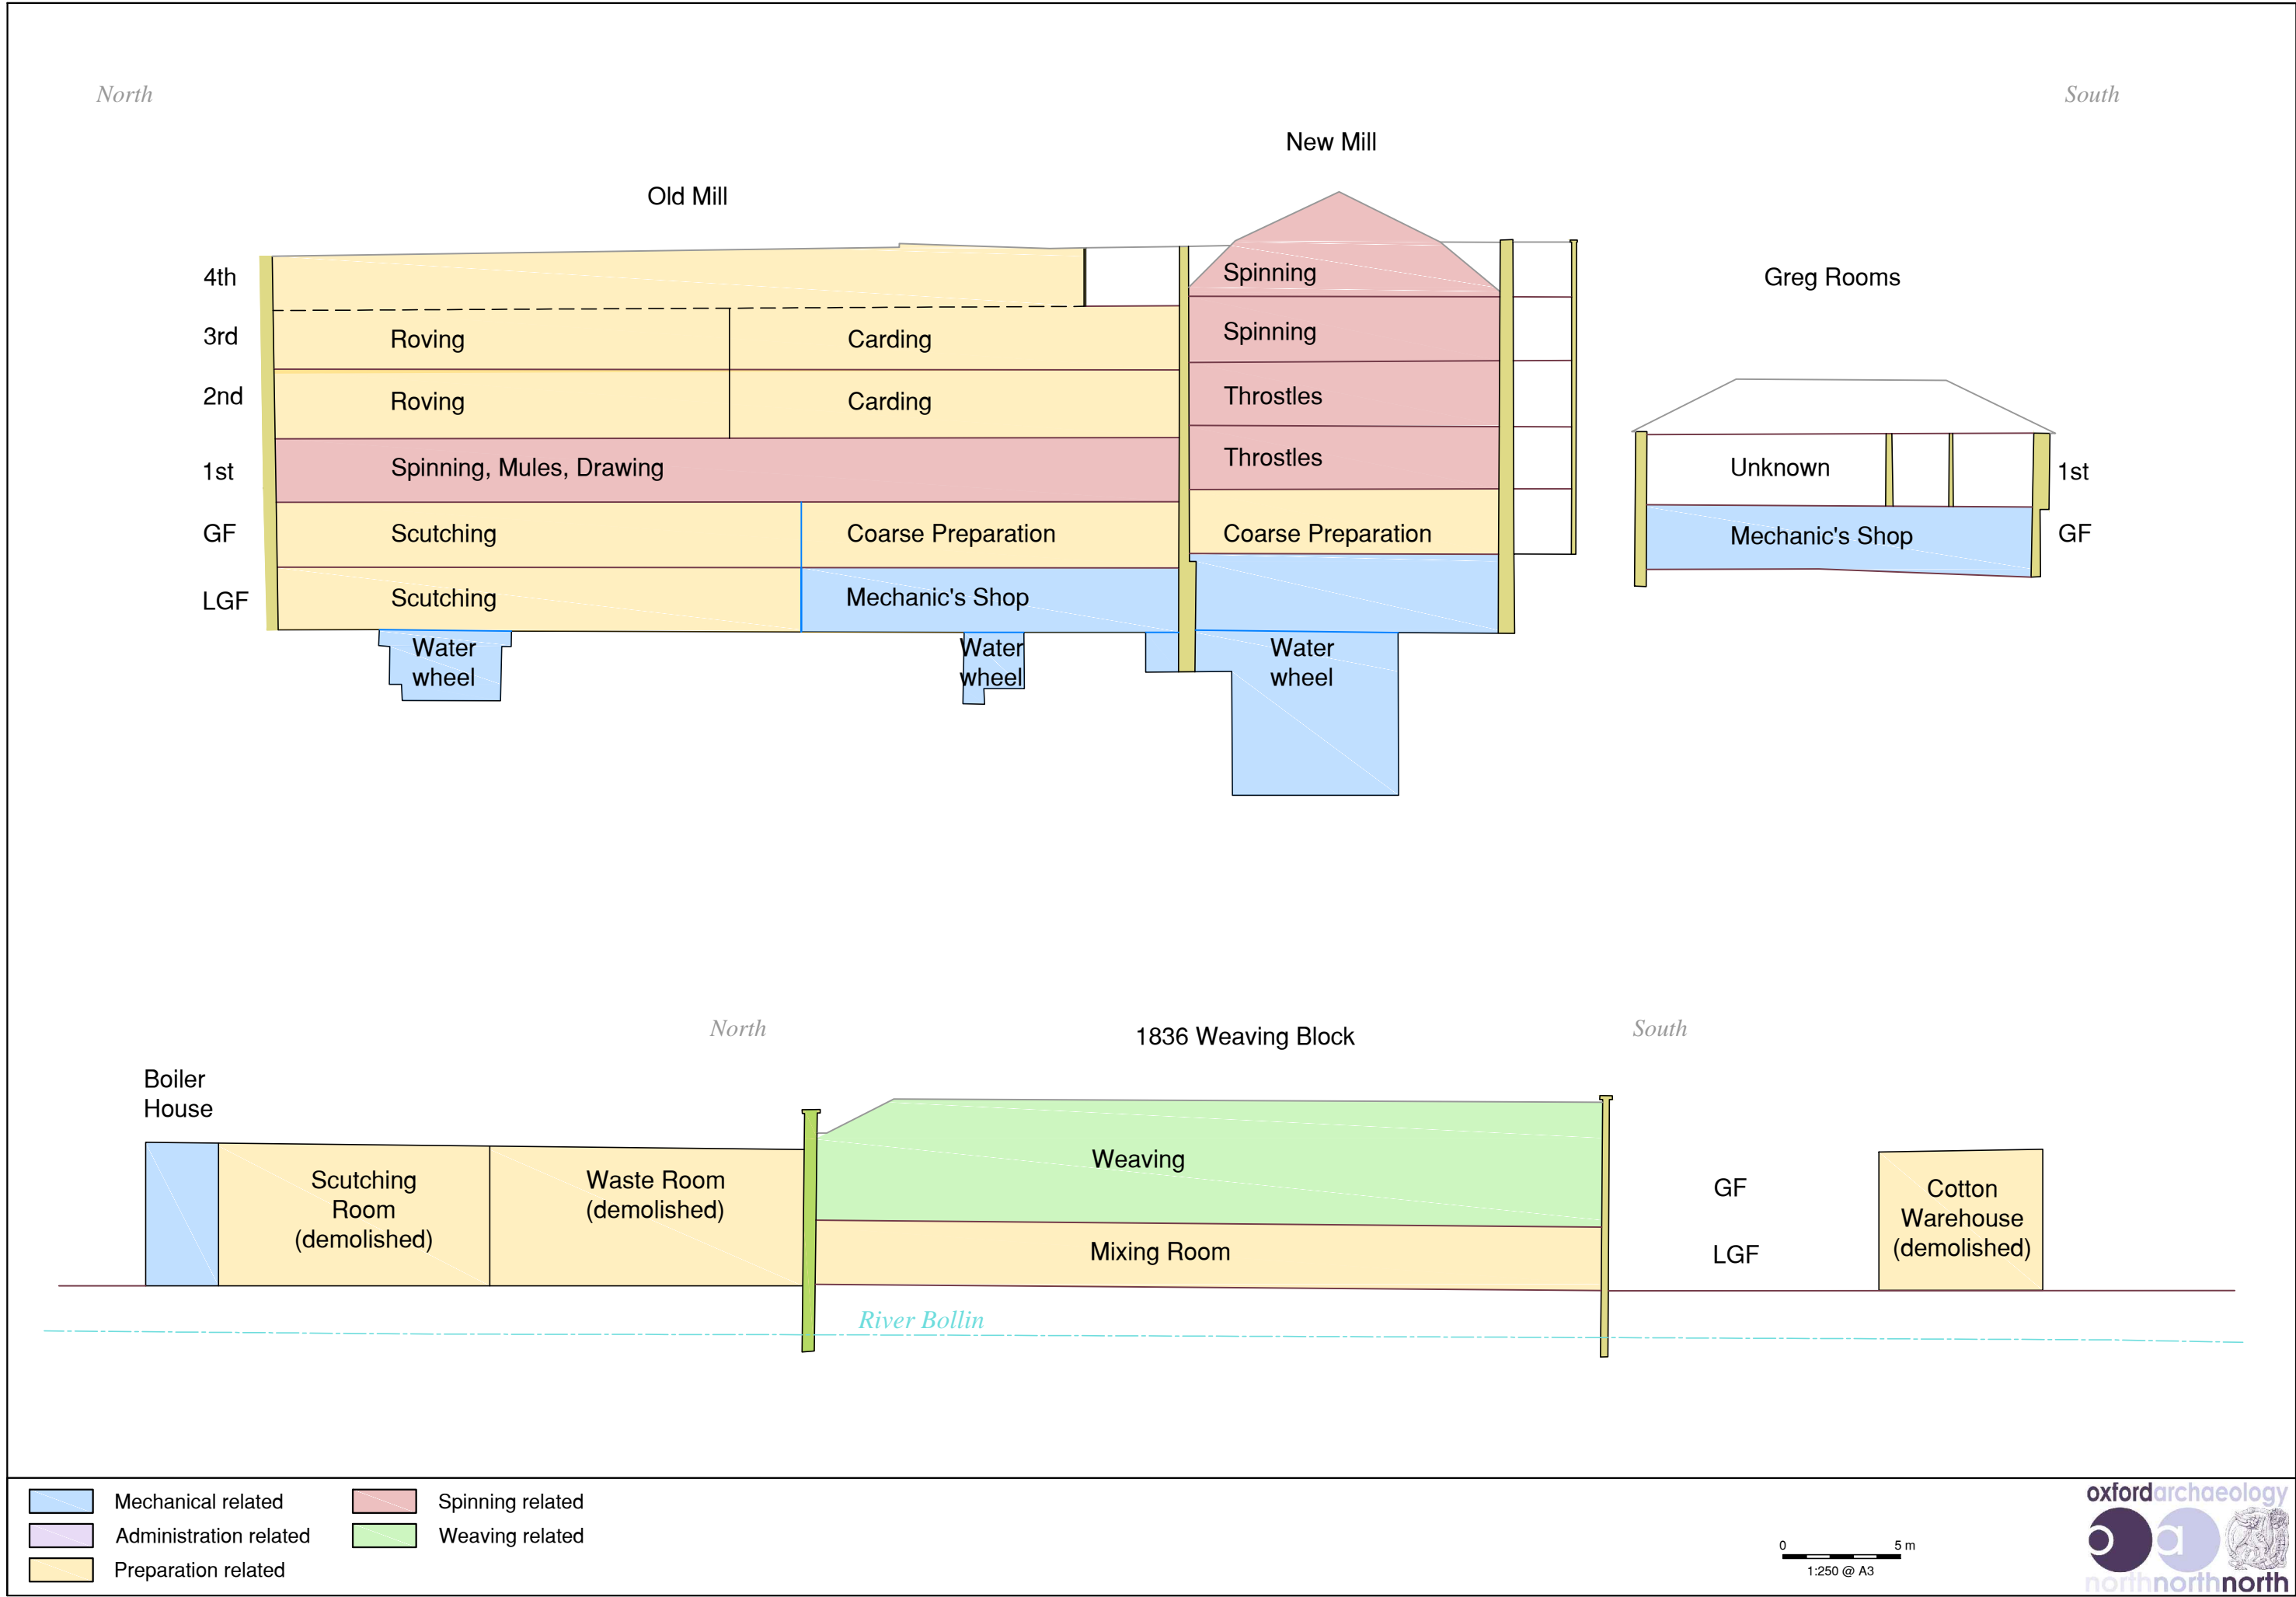 North
South
New Mill
Old Mill
4th
Spinning
Greg Rooms
3rd
Roving
Carding
Spinning
2nd
Roving
Carding
Throstles
1st
Spinning, Mules, Drawing
Throstles
Unknown
1st
GF
Scutching
Coarse Preparation
Coarse Preparation
Mechanic's Shop
GF
LGF
Scutching
Mechanic's Shop
Water
wheel
Water
wheel
Water
wheel
North
1836 Weaving Block
South
Boiler
House
Scutching
Room
(demolished)
Waste Room
(demolished)
Weaving
Mixing Room
GF
LGF
Cotton
Warehouse
(demolished)
River Bollin
Mechanical related
Administration related
Preparation related
Spinning related
Weaving related
0 5 m
1:250 @ A3
oxfordarchaeology
northnorthnorth